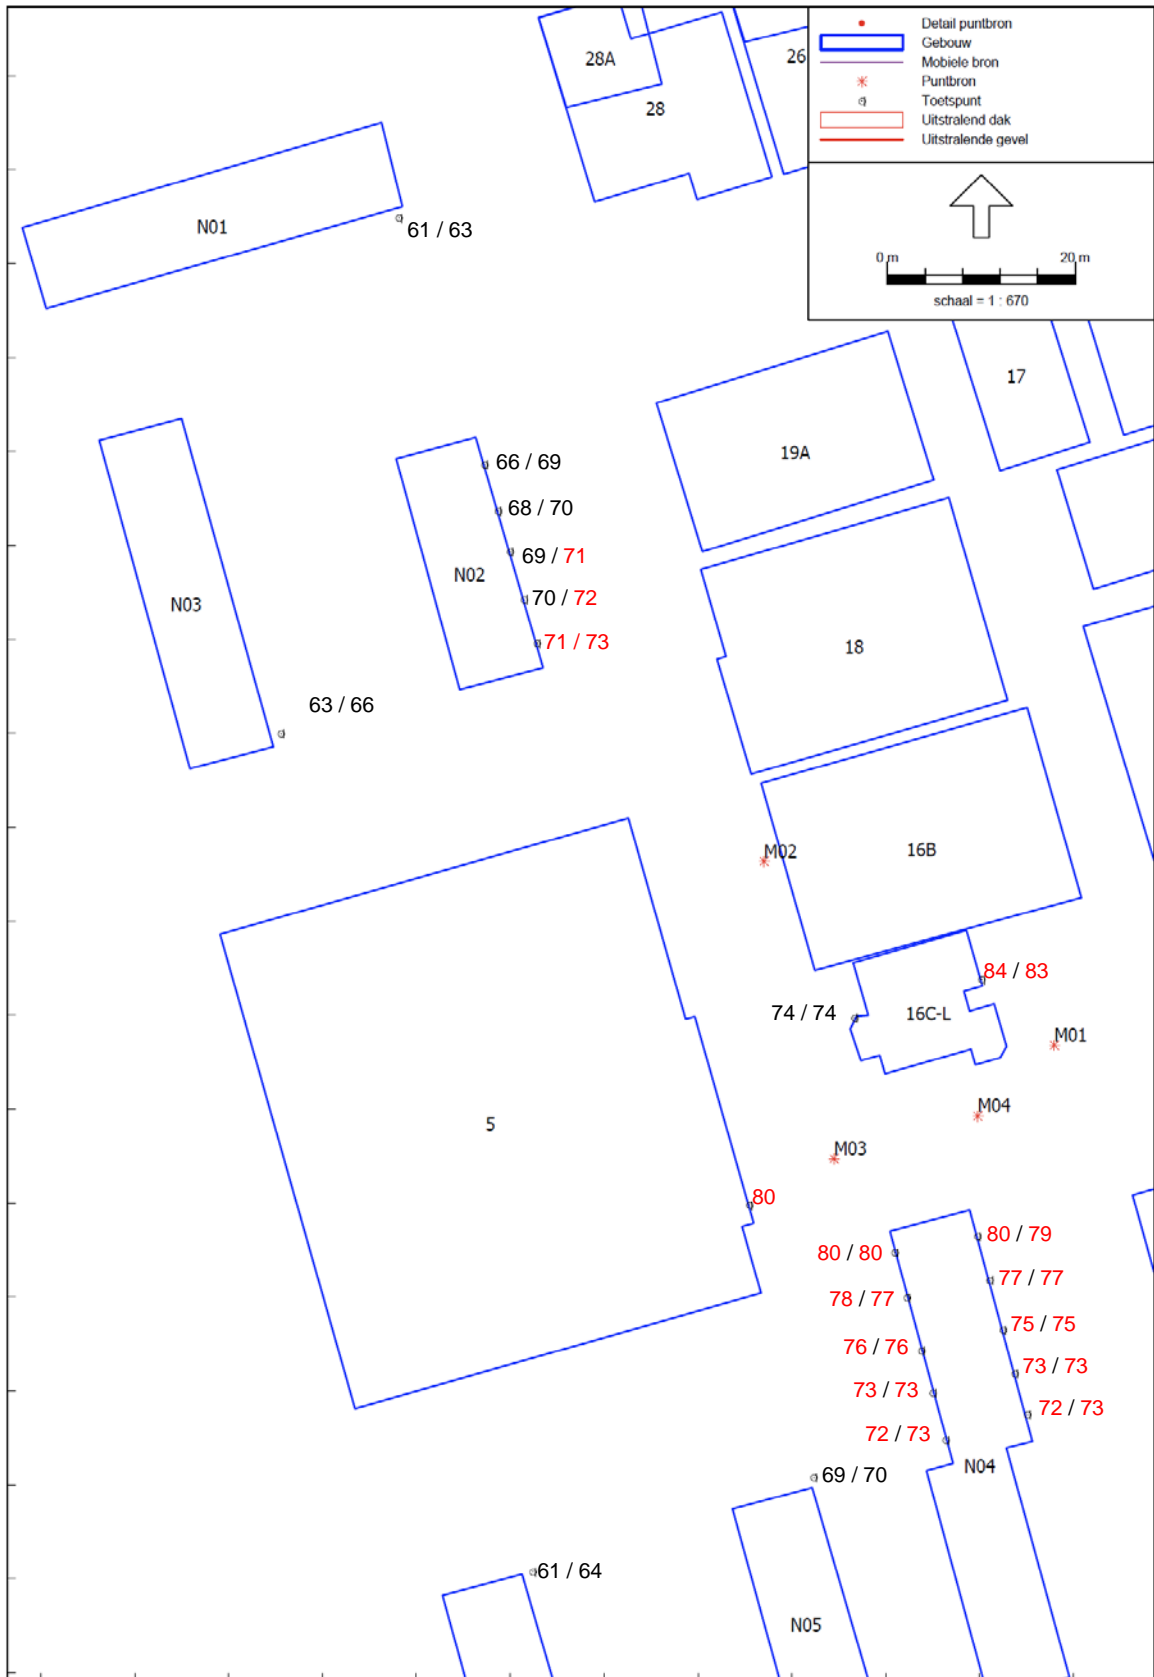 Detail puntbron
Gebouw
Mobiele bron
Puntbron
Toetspunt
Uitstralend dak
Uitstralende gevel
0 m 20 m
schaal = 1 : 670
28A
26
28
N01
61 / 63
17
19A
66 / 69
68 / 70
69 / 71
N02
70 / 72
N03
71 / 73
18
63 / 66
M02
16B
84 / 83
74 / 74
16C-L
M01
M04
5
M03
80
80 / 80
80 / 79
77 / 77
78 / 77
75 / 75
76 / 76
73 / 73
73 / 73
72 / 73
72 / 73
N04
69 / 70
61 / 64
N05